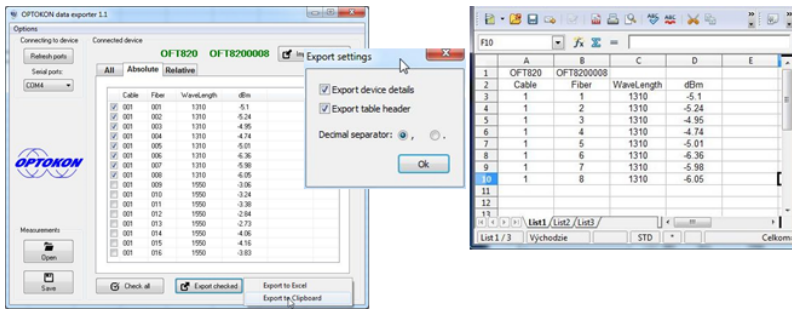 OPTOKON data exporter 1.1
Options
Connecting to device
Connected device
Refresh ports
OFT820 OFT8200008
Serial ports:
COM4
All Absolute Relative
Cable Fiber WaveLength dBm
001 001 1310 -5.1
001 002 1310 -5.24
001 003 1310 -4.95
001 004 1310 -4.74
001 005 1310 -5.01
001 006 1310 -6.36
001 007 1310 -5.98
001 008 1310 -6.05
001 009 1550 -3.06
001 010 1550 -3.24
001 011 1550 -3.38
001 012 1550 -2.84
001 013 1550 -2.73
001 014 1550 -4.06
001 015 1550 -4.16
001 016 1550 -3.83
OPTOKON
Measurements
Open
Save
Check all
Export checked
Export to Excel
Export to Clipboard
Export settings
Export device details
Export table header
Decimal separator: , .
Ok
F10
A B C D E
1 OFT820 OFT8200008
2 Cable Fiber WaveLength dBm
3 1 1 1310 -5.1
4 1 2 1310 -5.24
5 1 3 1310 -4.95
6 1 4 1310 -4.74
7 1 5 1310 -5.01
8 1 6 1310 -6.36
9 1 7 1310 -5.98
10 1 8 1310 -6.05
11
12
13
List1 List2 List3
List 1 / 3 Východzie STD *